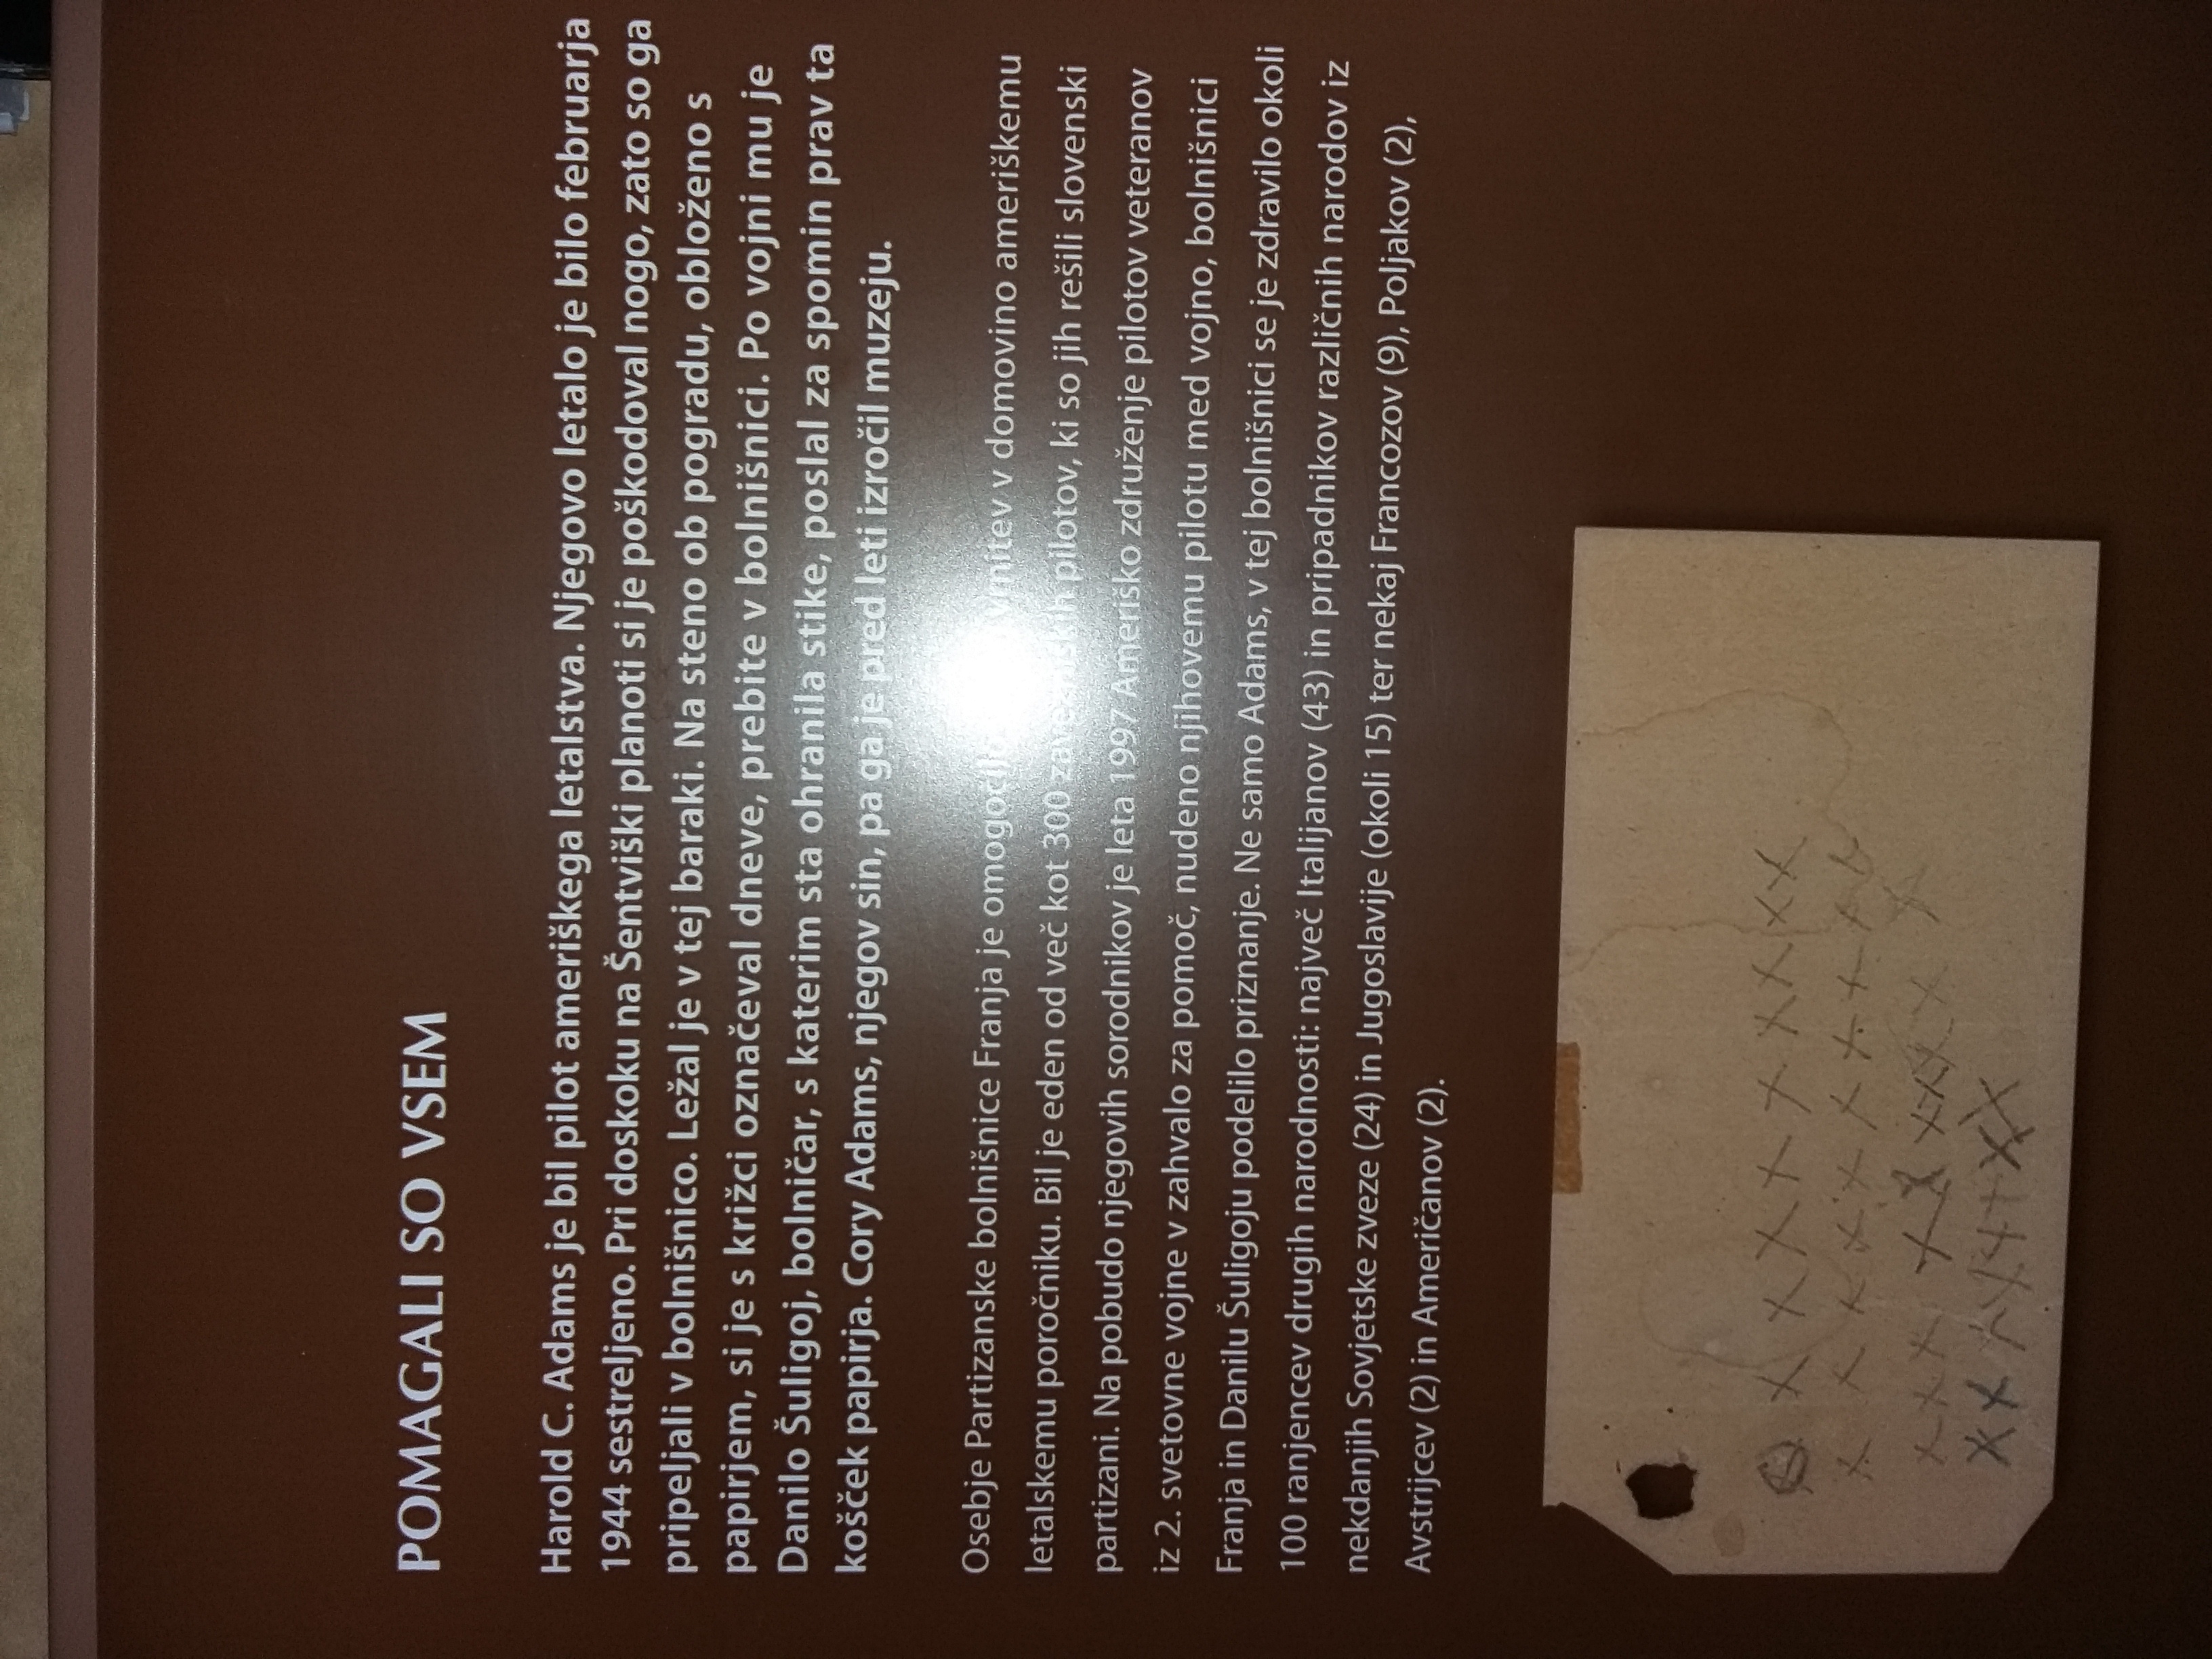 POMAGALI SO VSEM
Harold C. Adams je bil pilot ameriškega letalstva. Njegovo letalo je bilo februarja
1944 sestreljeno. Pri doskoku na Šentviški planoti si je poškodoval nogo, zato so ga
pripeljali v bolnišnico. Ležal je v tej baraki. Na steno ob pogradu, obloženo s
papirjem, si je s križci označeval dneve, prebite v bolnišnici. Po vojni mu je
Danilo Šuligoj, bolničar, s katerim sta ohranila stike, poslal za spomin prav ta
košček papirja. Cory Adams, njegov sin, pa ga je pred leti izročil muzeju.
Osebje Partizanske bolnišnice Franja je omogočilo vrnitev v domovino ameriškemu
letalskemu poročniku. Bil je eden od več kot 300 zavezniških pilotov, ki so jih rešili slovenski
partizani. Na pobudo njegovih sorodnikov je leta 1997 Ameriško združenje pilotov veteranov
iz 2. svetovne vojne v zahvalo za pomoč, nudeno njihovemu pilotu med vojno, bolnišnici
Franja in Danilu Šuligoju podelilo priznanje. Ne samo Adams, v tej bolnišnici se je zdravilo okoli
100 ranjencev drugih narodnosti: največ Italijanov (43) in pripadnikov različnih narodov iz
nekdanjih Sovjetske zveze (24) in Jugoslavije (okoli 15) ter nekaj Francozov (9), Poljakov (2),
Avstrijcev (2) in Američanov (2).